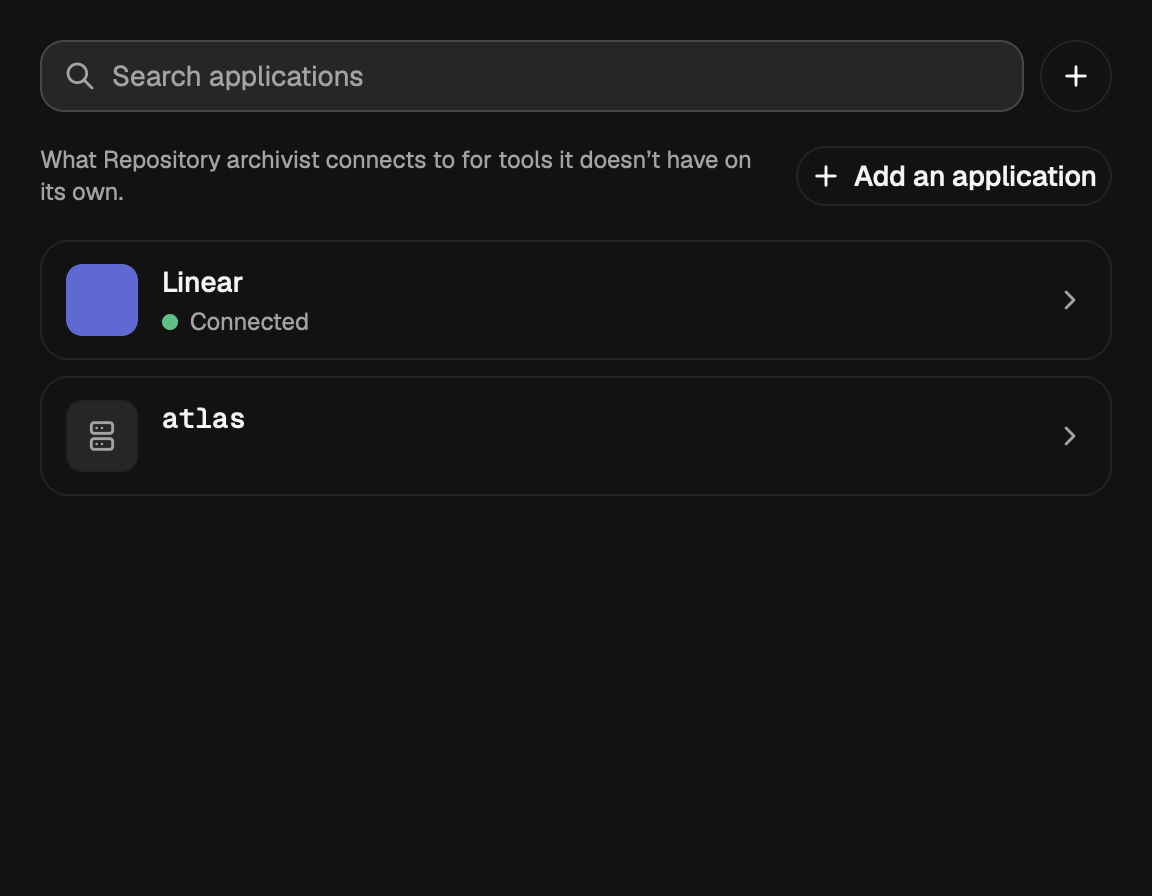 Search applications
What Repository archivist connects to for tools it doesn’t have on
its own.
Add an application
Linear
Connected
atlas